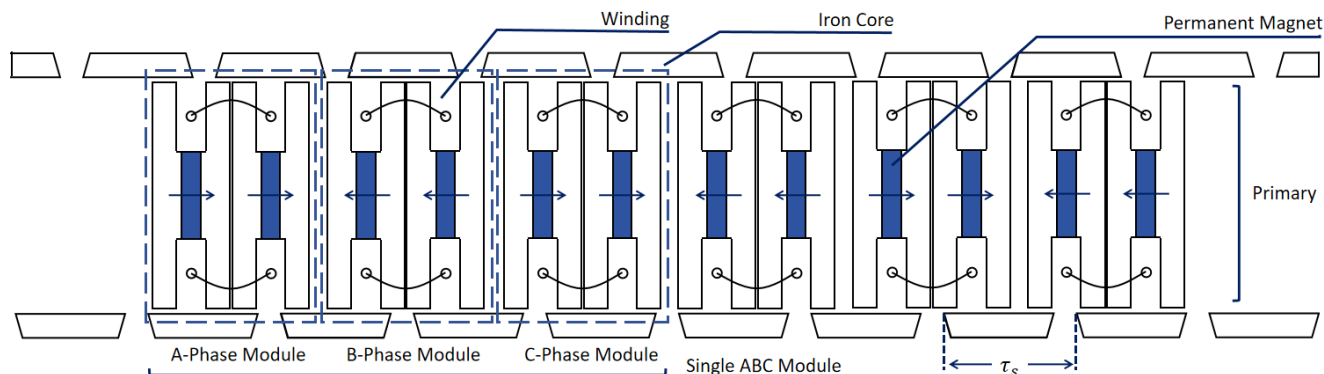 Winding
Iron Core
Permanent Magnet
Primary
A-Phase Module
B-Phase Module
C-Phase Module
Single ABC Module
τₛ